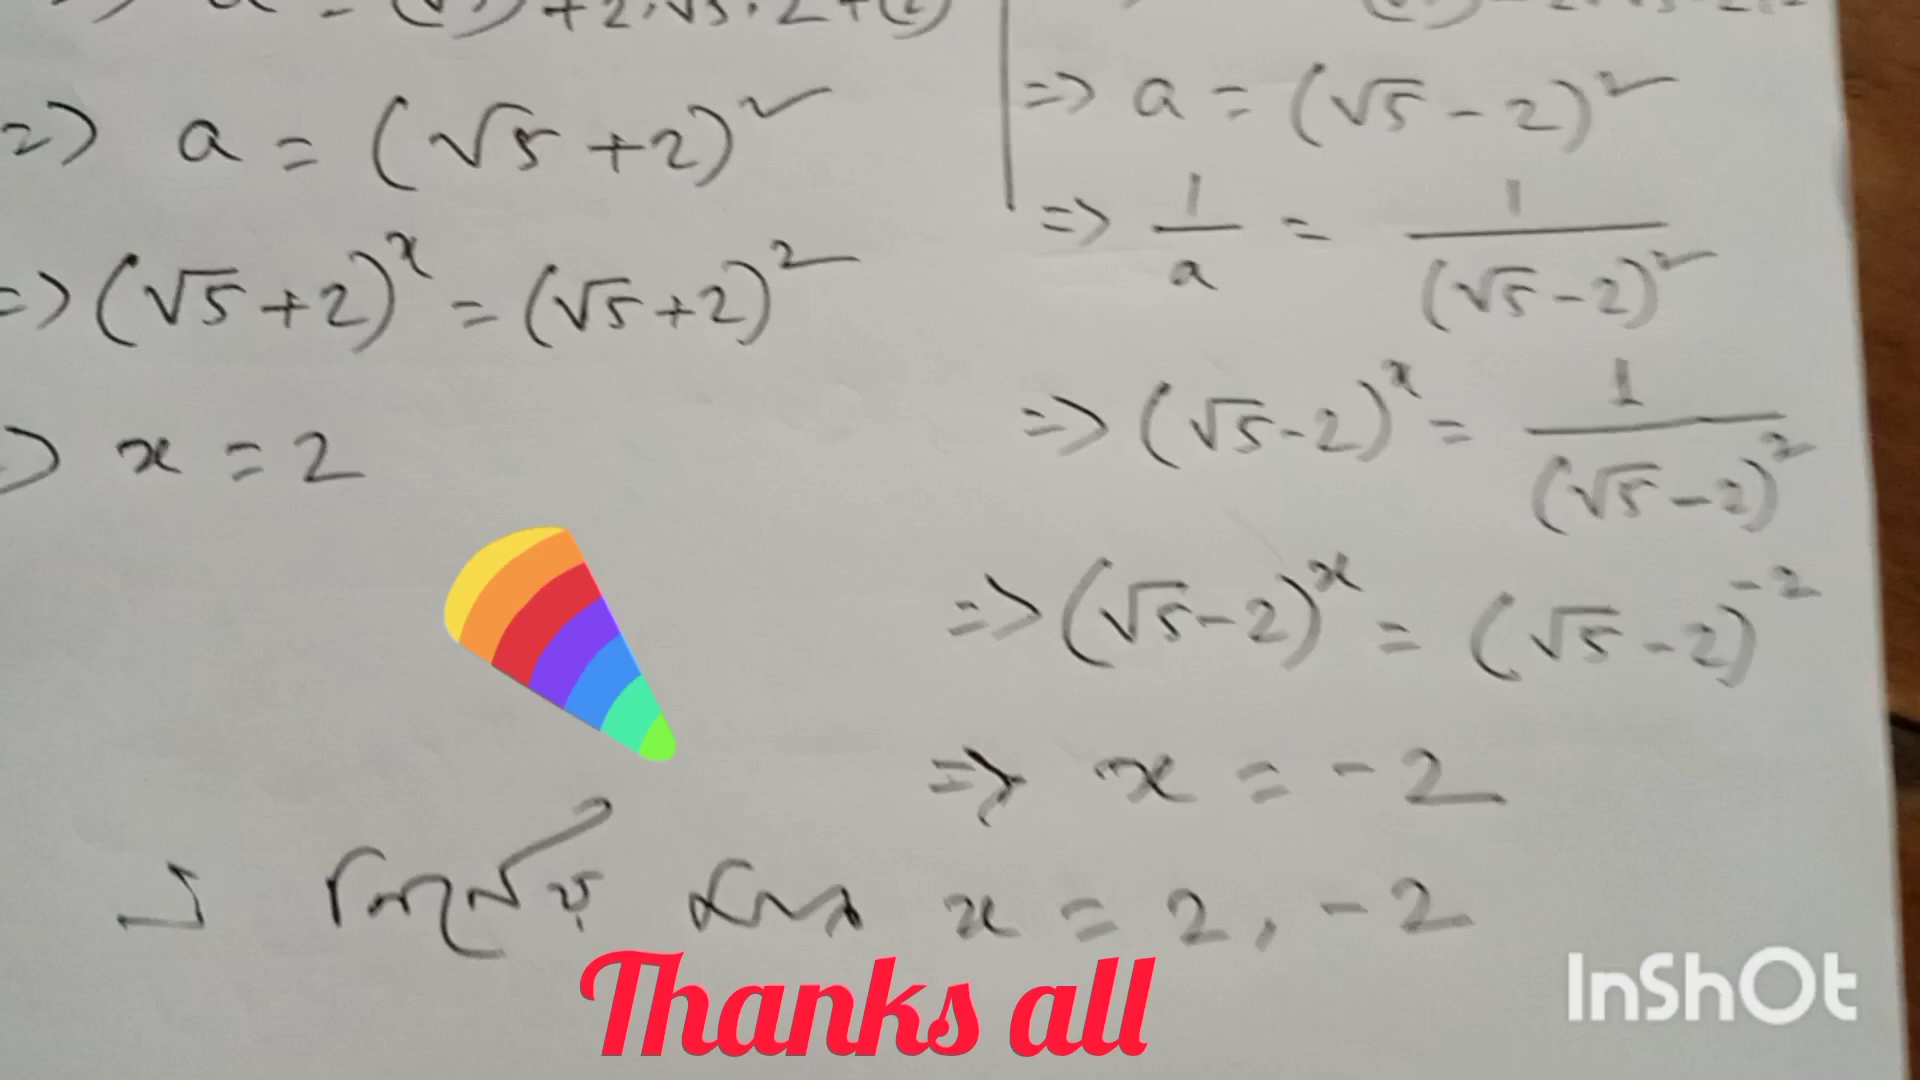 => a = (√5 + 2)²
=> (√5 + 2)^x = (√5 + 2)²
=> x = 2
=> a = (√5 - 2)²
=> 1/a = 1/(√5 - 2)²
=> (√5 - 2)^x = 1/(√5 - 2)²
=> (√5 - 2)^x = (√5 - 2)^-2
=> x = -2
∴ নির্ণেয় x = 2, -2
Thanks all
InShOt